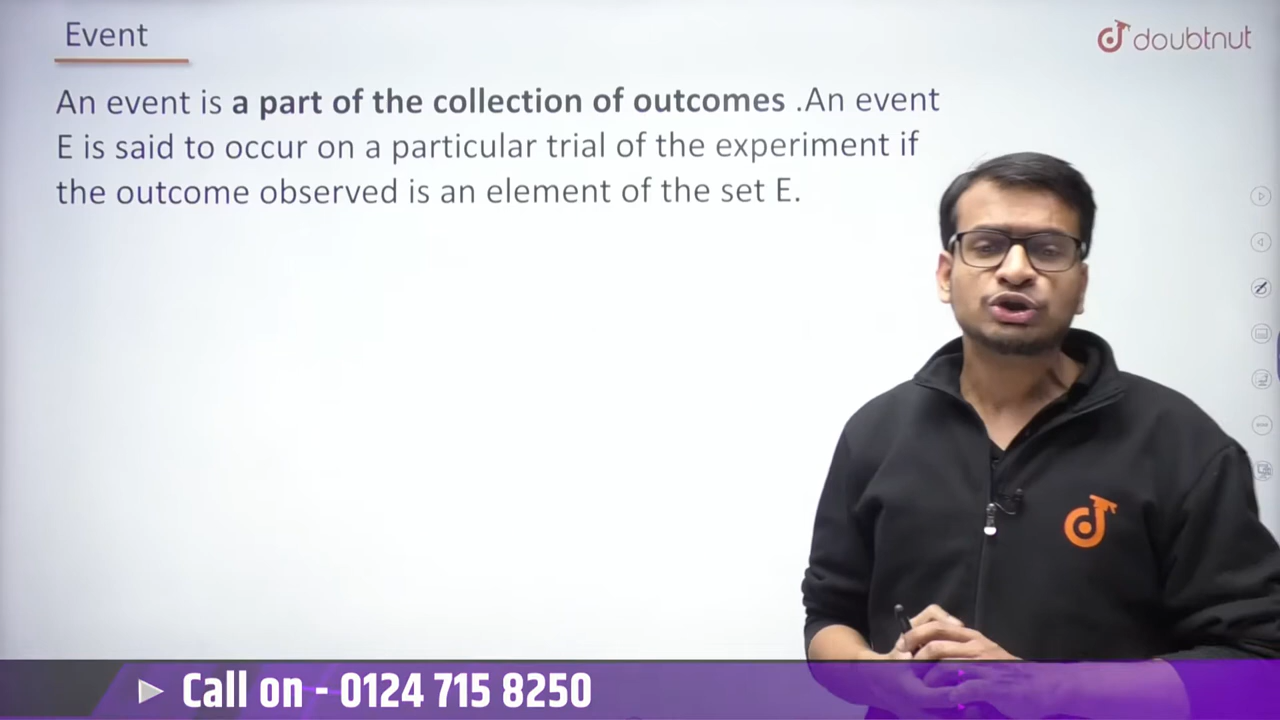 Event
doubtnut
An event is a part of the collection of outcomes .An event
E is said to occur on a particular trial of the experiment if
the outcome observed is an element of the set E.
Call on - 0124 715 8250